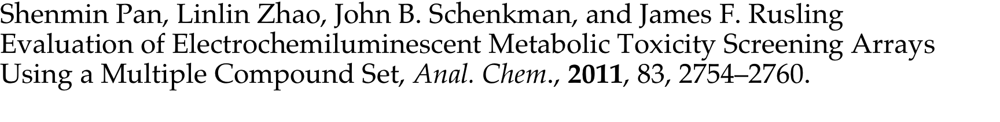 Shenmin Pan, Linlin Zhao, John B. Schenkman, and James F. Rusling
Evaluation of Electrochemiluminescent Metabolic Toxicity Screening Arrays
Using a Multiple Compound Set, Anal. Chem., 2011, 83, 2754–2760.